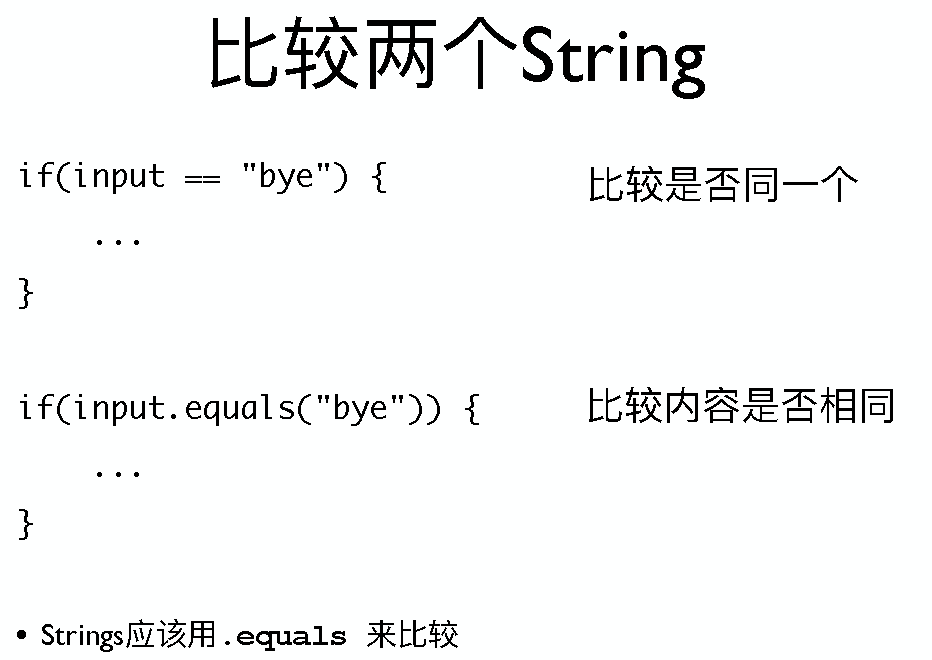 比较两个String
if(input == "bye") {
比较是否同一个
    ...
}
if(input.equals("bye")) {
比较内容是否相同
    ...
}
• Strings应该用.equals 来比较